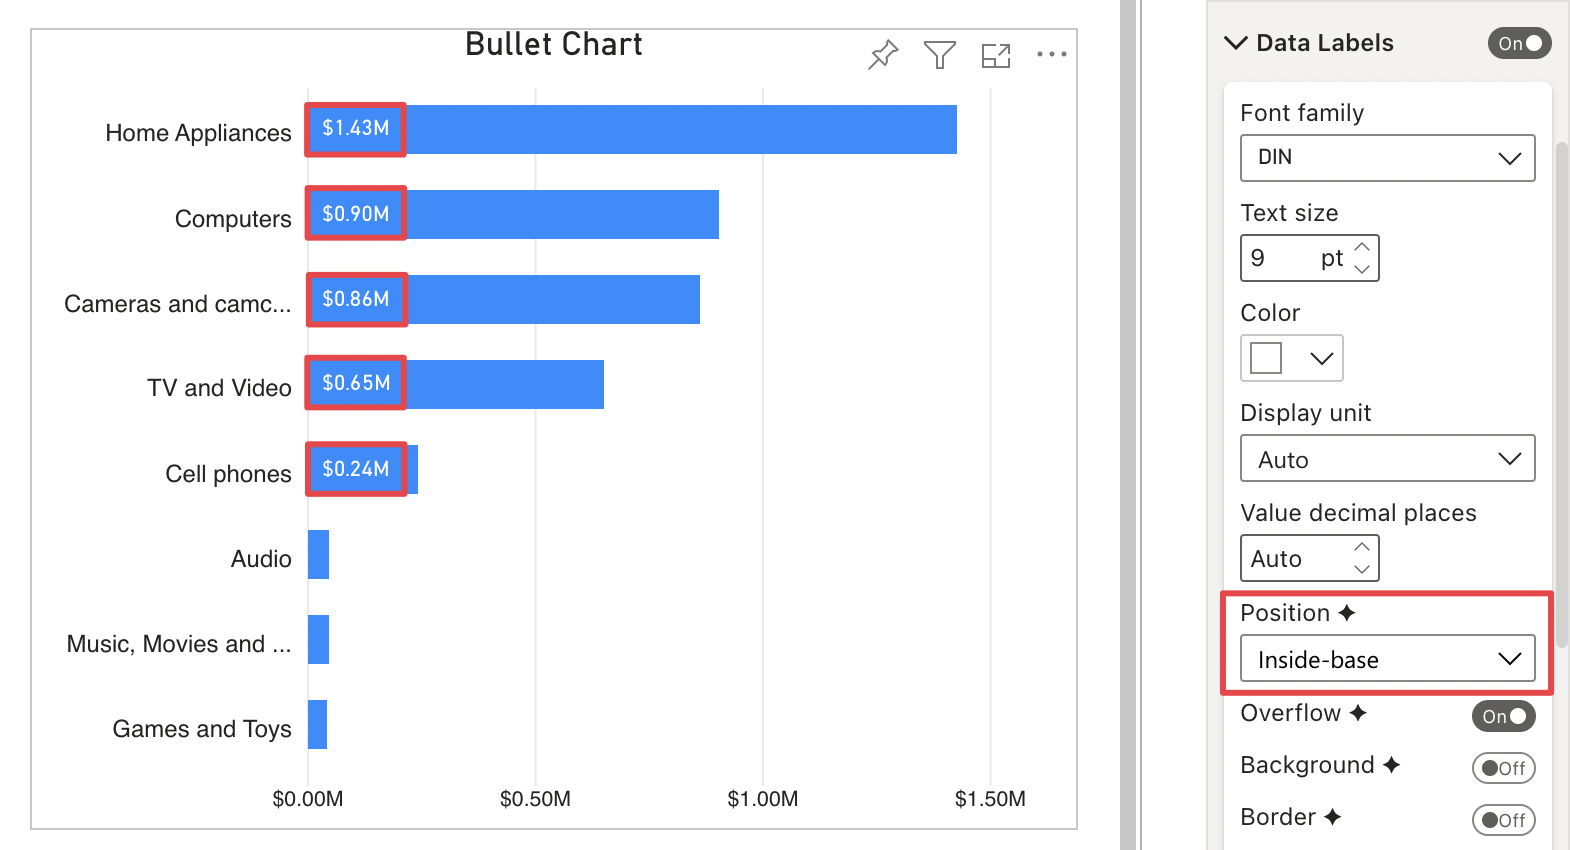 Bullet Chart
Home Appliances
$1.43M
Computers
$0.90M
Cameras and camc...
$0.86M
TV and Video
$0.65M
Cell phones
$0.24M
Audio
Music, Movies and ...
Games and Toys
$0.00M
$0.50M
$1.00M
$1.50M
Data Labels
On
Font family
DIN
Text size
9 pt
Color
Display unit
Auto
Value decimal places
Auto
Position
Inside-base
Overflow
On
Background
Off
Border
Off